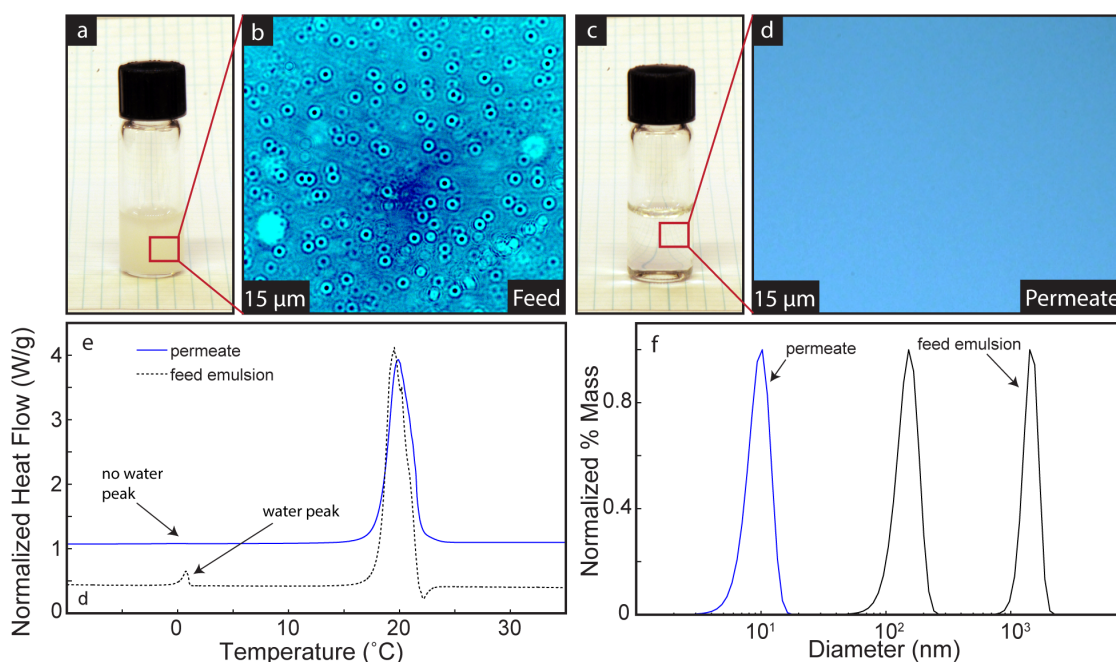 a
b
c
d
15 µm
Feed
15 µm
Permeate
e
permeate
feed emulsion
no water
peak
water peak
d
Normalized Heat Flow (W/g)
4
3
2
1
0
0
10
20
30
Temperature (˚C)
f
permeate
feed emulsion
Normalized % Mass
0.8
0.4
0
10¹
10²
10³
Diameter (nm)